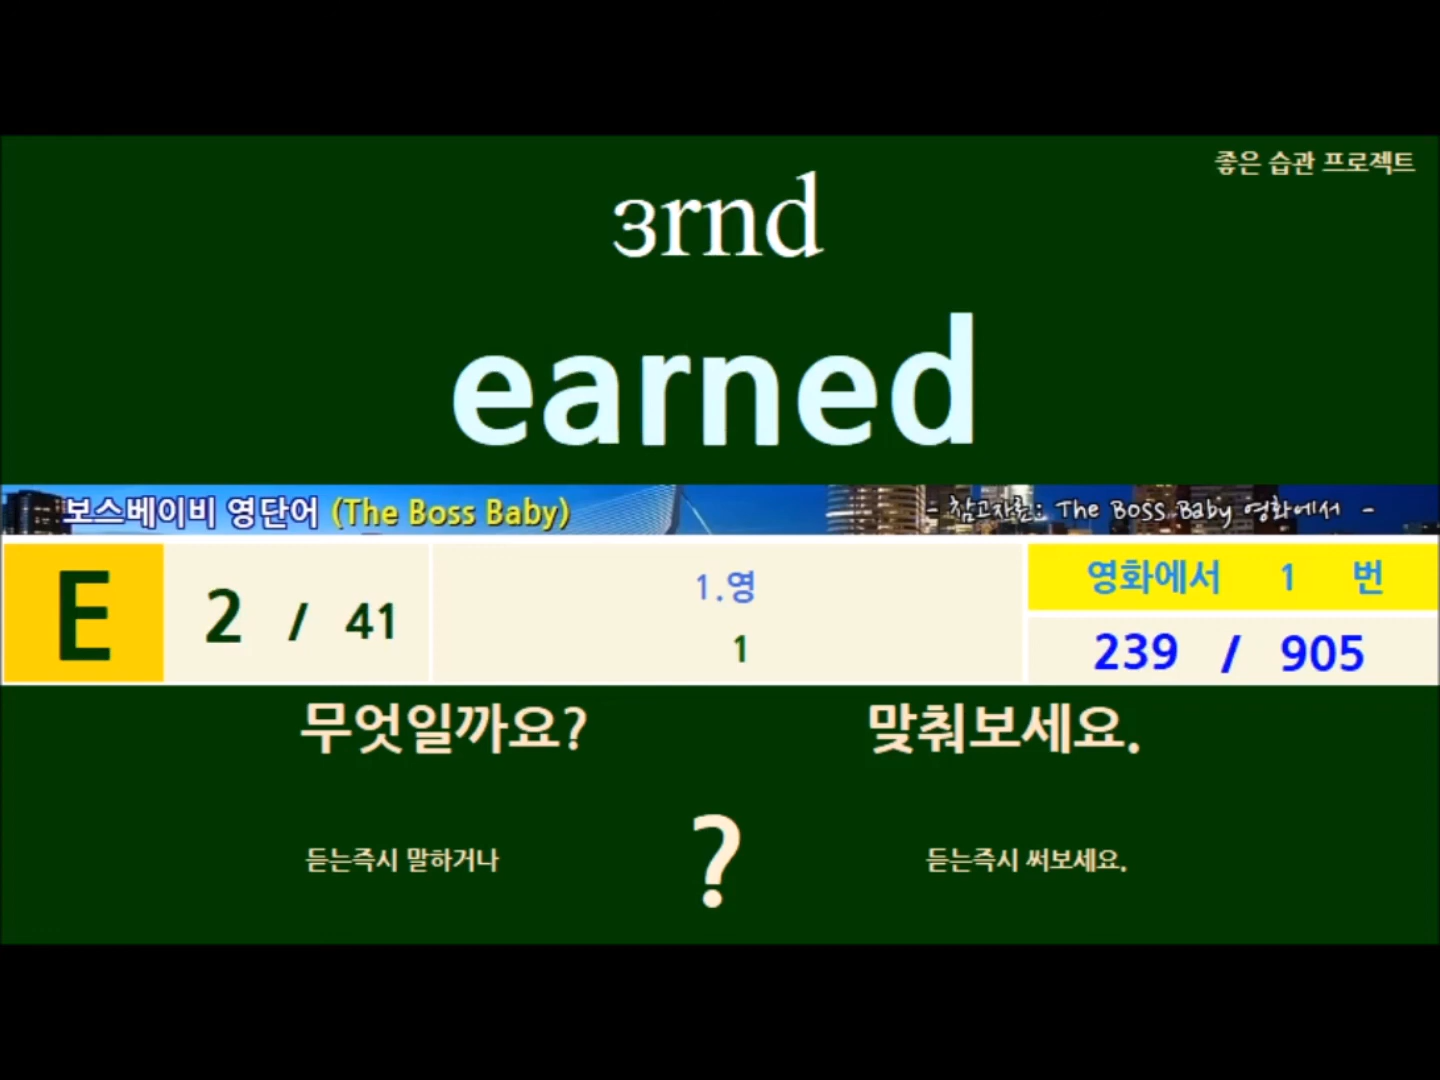 좋은 습관 프로젝트
ɜrnd
earned
보스베이비 영단어 (The Boss Baby)
- 참고자료: The Boss Baby 영화에서 -
E
2 / 41
1.영
1
영화에서 1 번
239 / 905
무엇일까요? 맞춰보세요.
?
듣는즉시 말하거나 듣는즉시 써보세요.